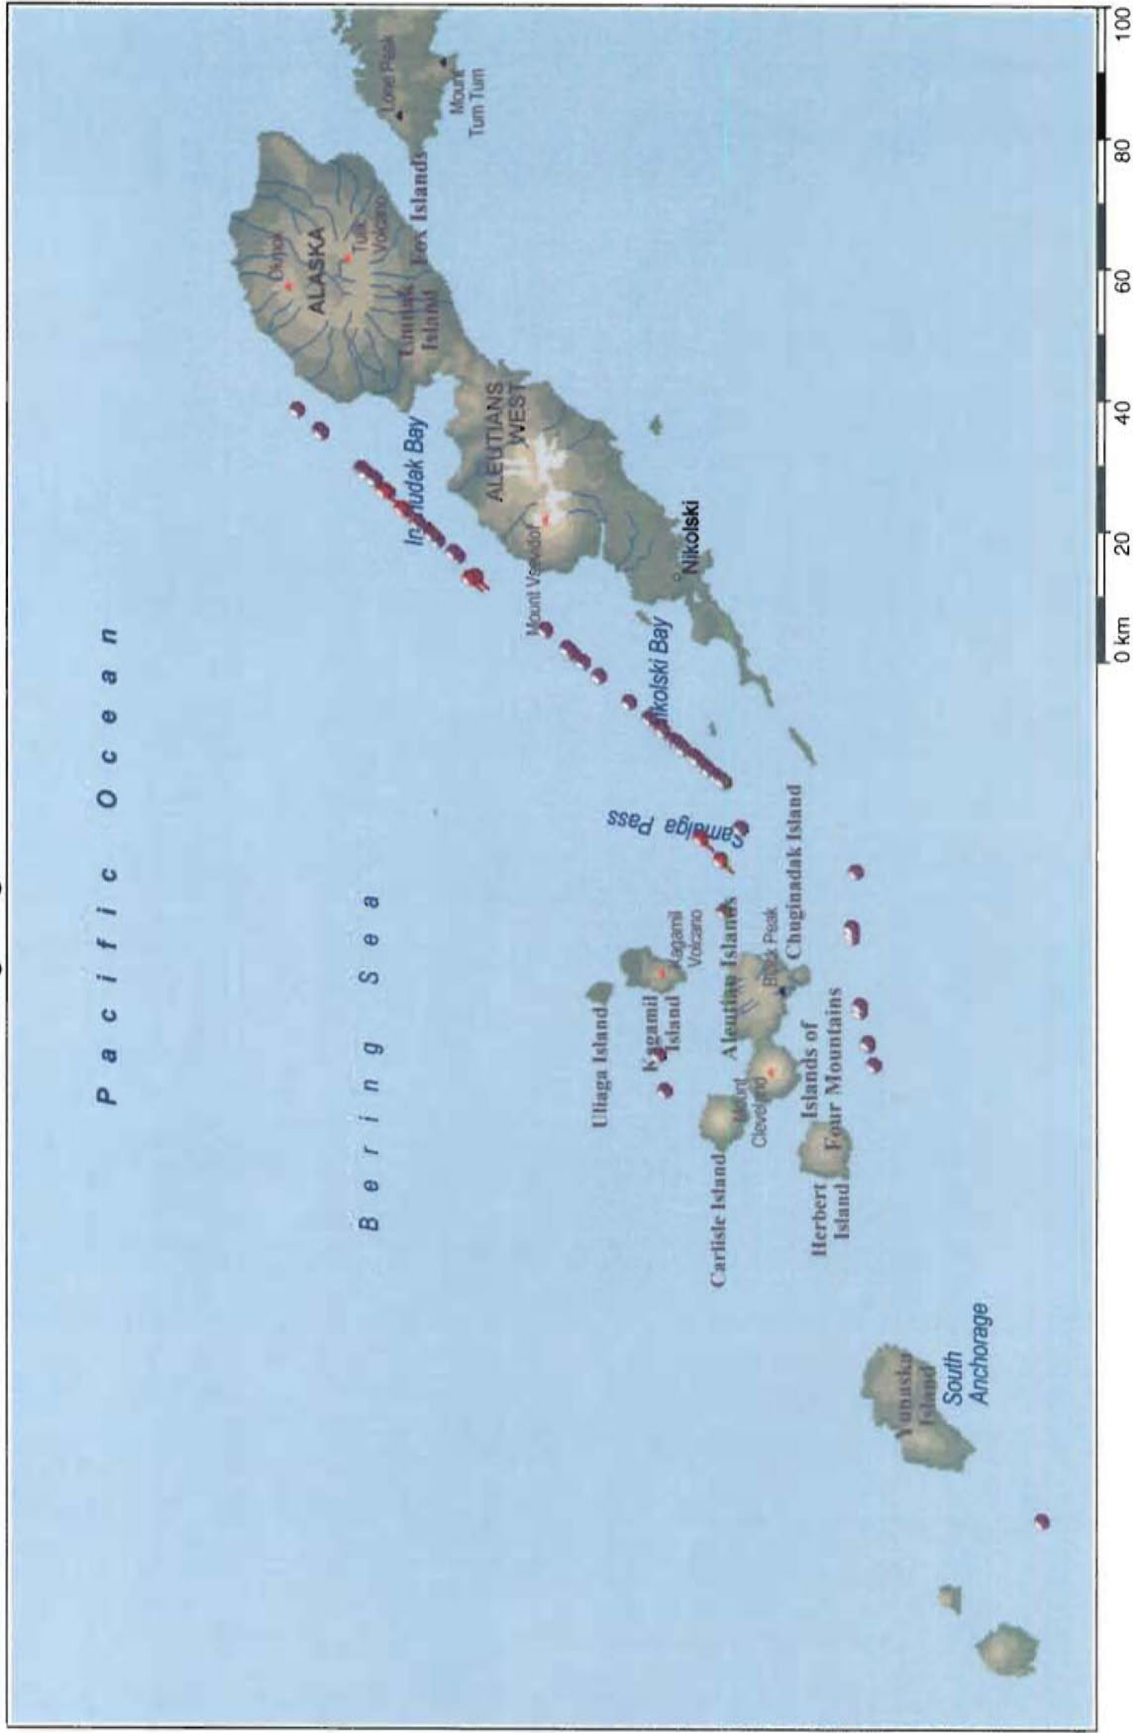 Pacific Ocean
Bering Sea
Okmok
ALASKA
Tulik
Volcano
Lone Peak
Umnak
Island
Fox Islands
Mount
Tum Tum
Bay
ALEUTIANS
WEST
Mount Vsevidof
Nikolski
Nikolski Bay
Samalga Pass
Uliaga Island
Kagamil
Island
Kagamil
Volcano
Carlisle Island
Aleutian Islands
Mount
Cleveland
Black Peak
Chuginadak Island
Islands of
Four Mountains
Herbert
Island
Yunaska
Island
South
Anchorage
0 km 20 40 60 80 100